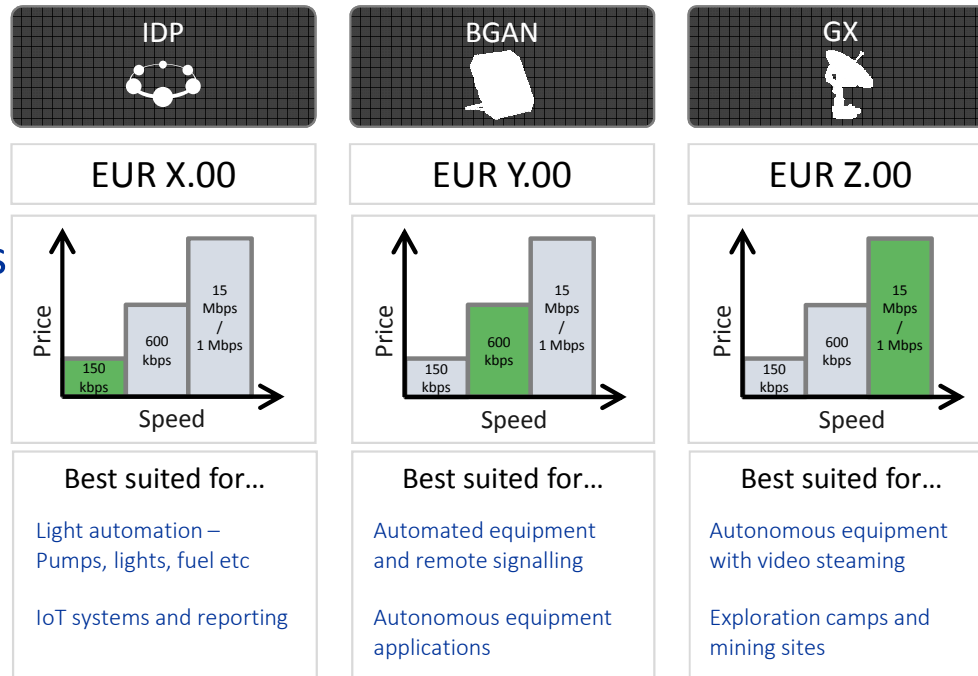 IDP
BGAN
GX
EUR X.00
EUR Y.00
EUR Z.00
s
Price
150
kbps
600
kbps
15
Mbps
/
1 Mbps
Speed
Price
150
kbps
600
kbps
15
Mbps
/
1 Mbps
Speed
Price
150
kbps
600
kbps
15
Mbps
/
1 Mbps
Speed
Best suited for...
Light automation –
Pumps, lights, fuel etc
IoT systems and reporting
Best suited for...
Automated equipment
and remote signalling
Autonomous equipment
applications
Best suited for...
Autonomous equipment
with video steaming
Exploration camps and
mining sites